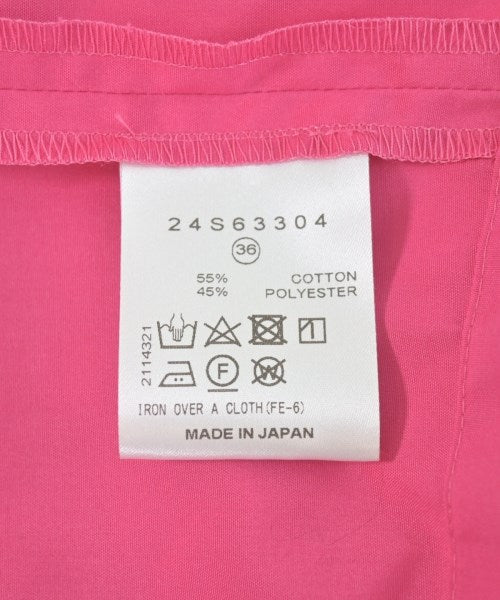 24S63304
36
55% COTTON
45% POLYESTER
2114321
F W
IRON OVER A CLOTH(FE-6)
MADE IN JAPAN